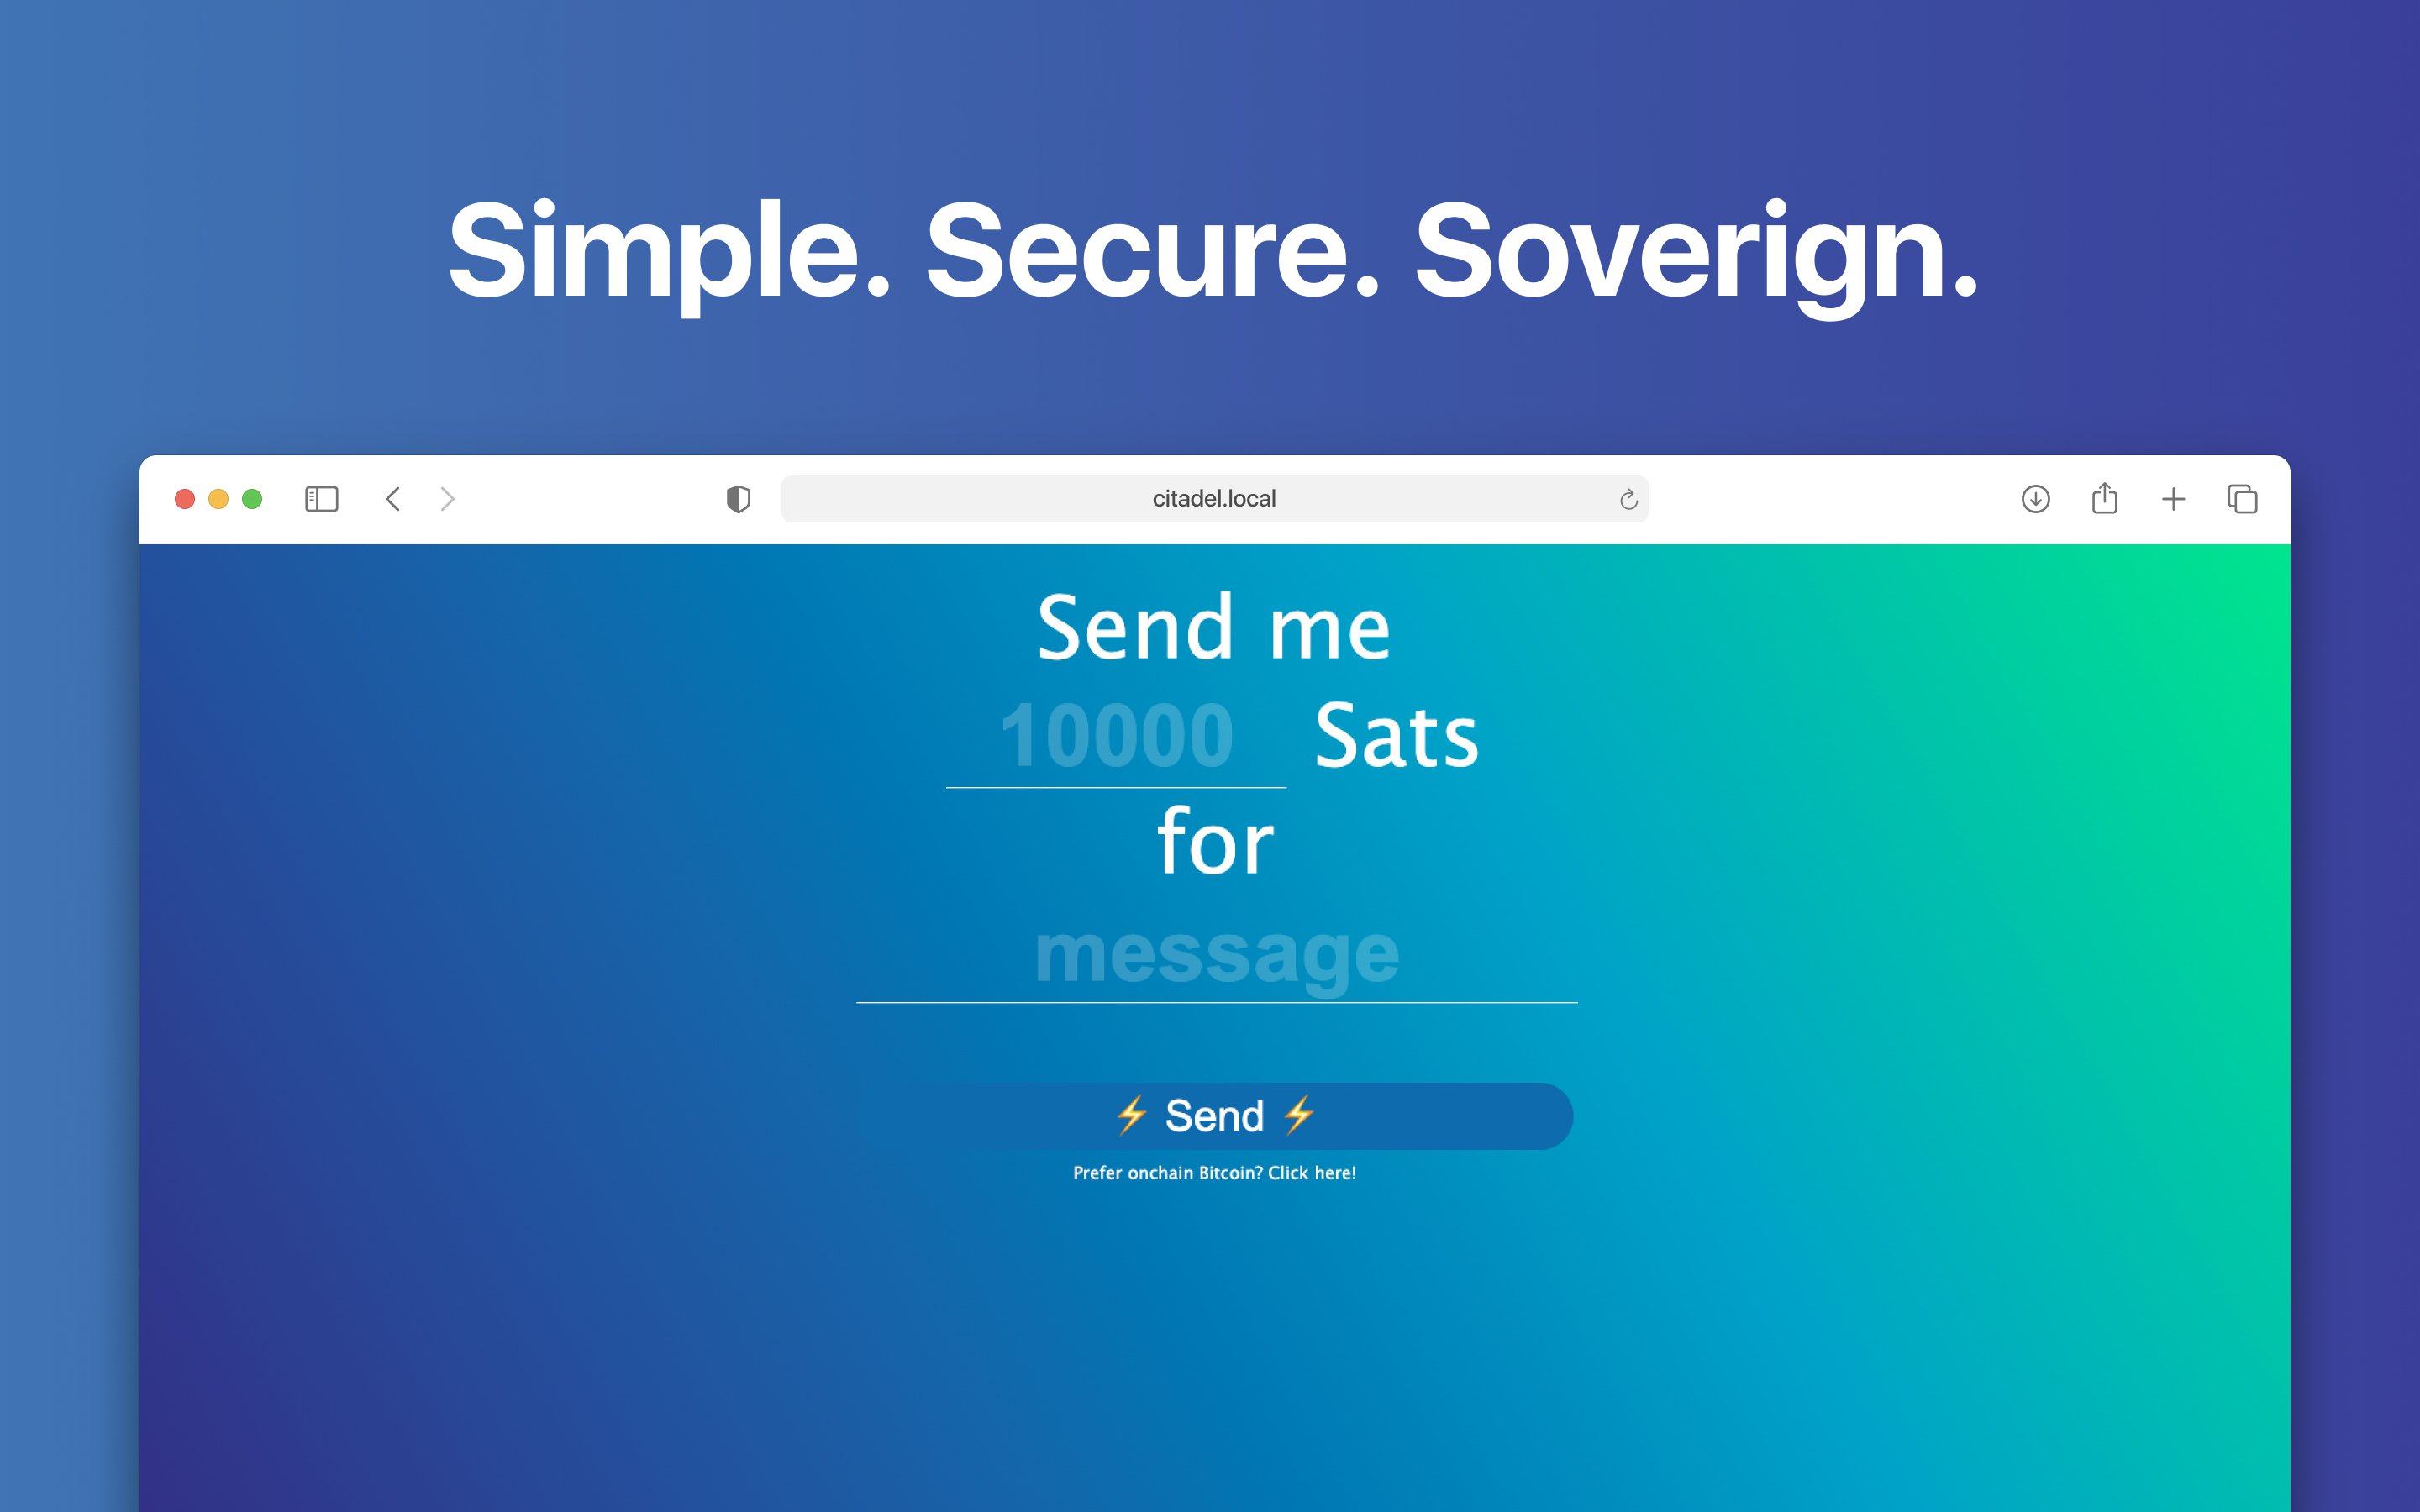 Simple. Secure. Soverign.
citadel.local
Send me
10000 Sats
for
message
⚡ Send ⚡
Prefer onchain Bitcoin? Click here!